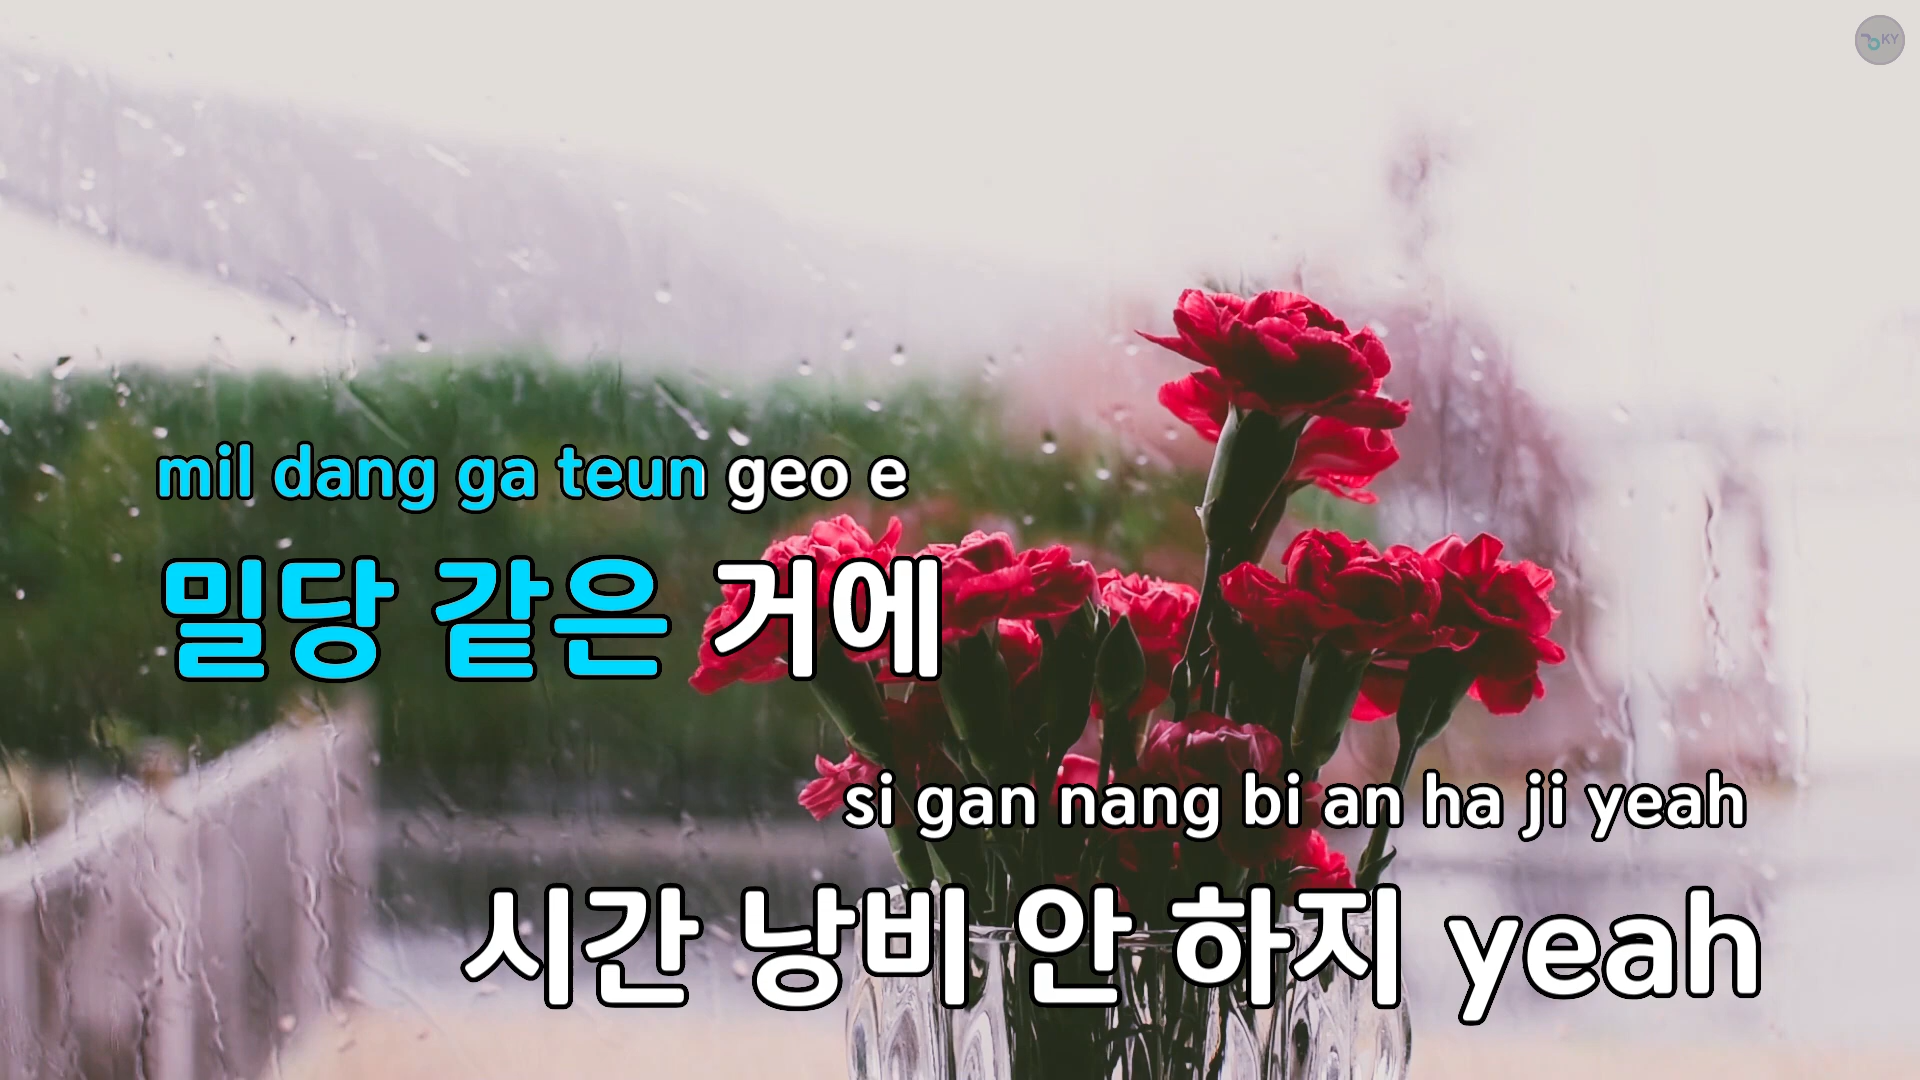 KY
mil dang ga teun geo e
밀당 같은 거에
si gan nang bi an ha ji yeah
시간 낭비 안 하지 yeah